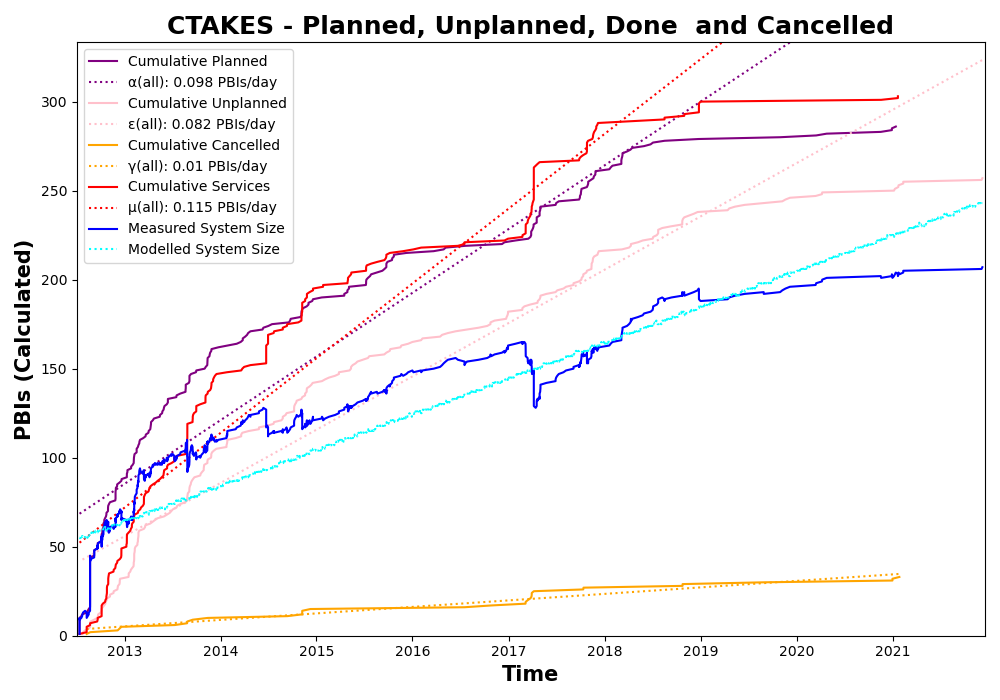 CTAKES - Planned, Unplanned, Done  and Cancelled
Cumulative Planned
α(all): 0.098 PBIs/day
Cumulative Unplanned
ε(all): 0.082 PBIs/day
Cumulative Cancelled
γ(all): 0.01 PBIs/day
Cumulative Services
μ(all): 0.115 PBIs/day
Measured System Size
Modelled System Size
PBIs (Calculated)
300
250
200
150
100
50
0
2013 2014 2015 2016 2017 2018 2019 2020 2021
Time